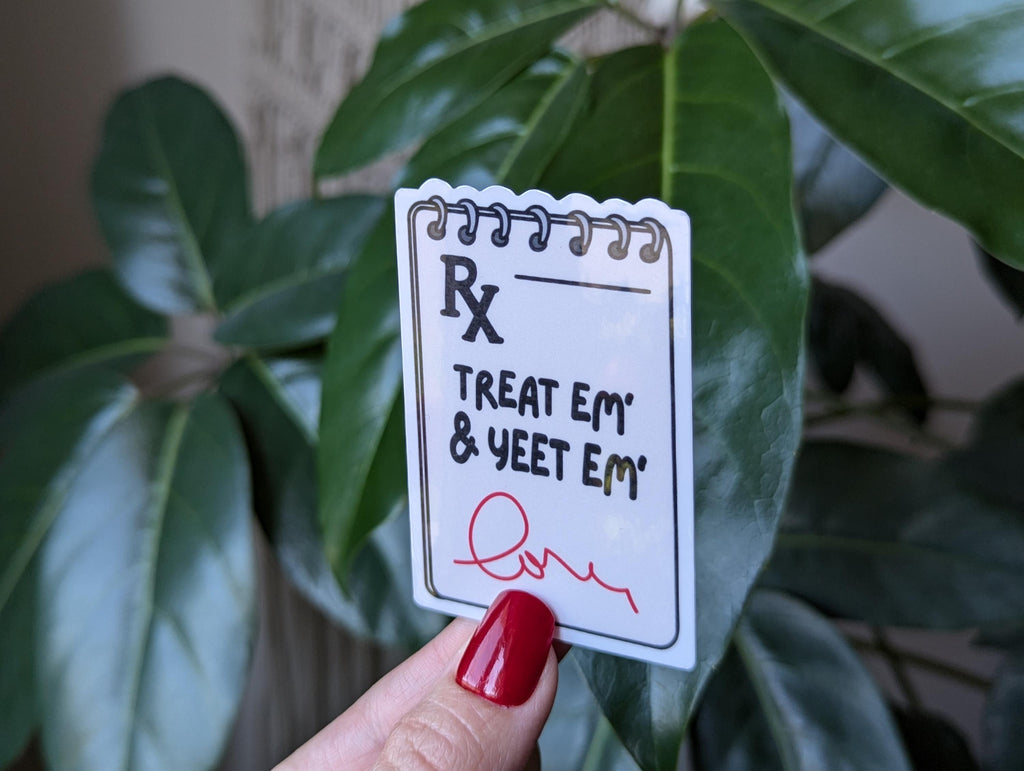 RX
TREAT EM'
& YEET EM'